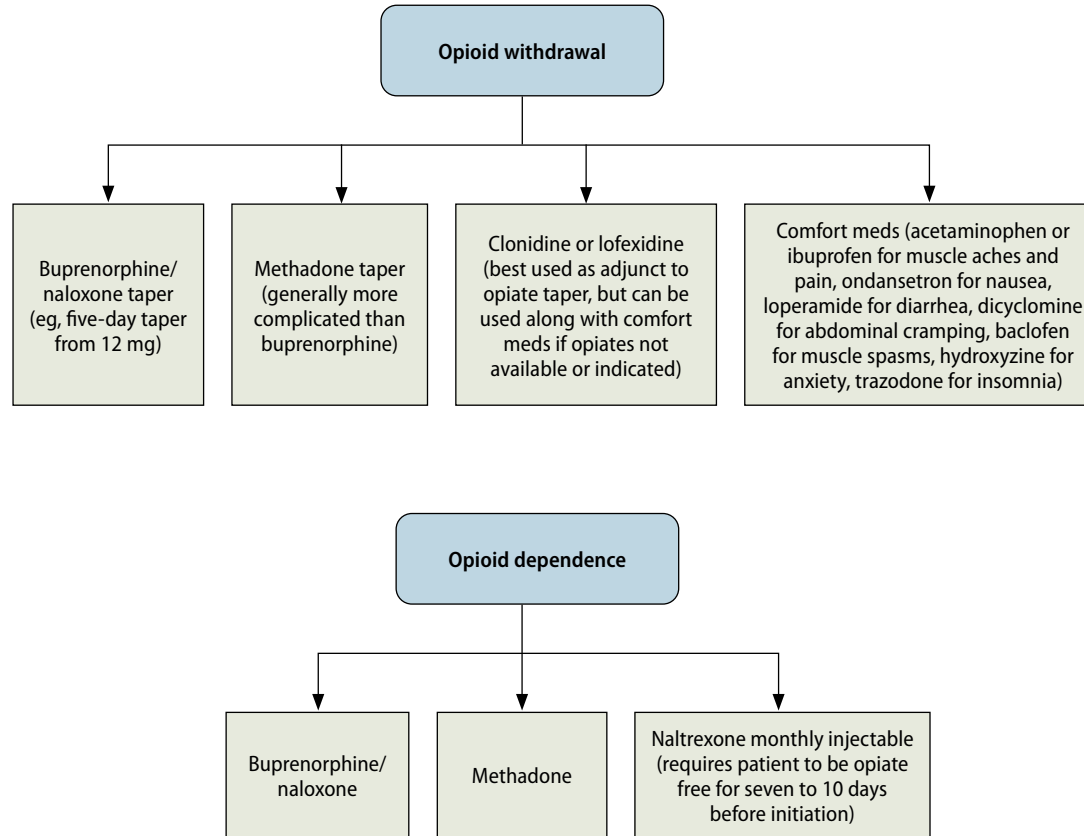 Opioid withdrawal
Buprenorphine/
naloxone taper
(eg, five-day taper
from 12 mg)
Methadone taper
(generally more
complicated than
buprenorphine)
Clonidine or lofexidine
(best used as adjunct to
opiate taper, but can be
used along with comfort
meds if opiates not
available or indicated)
Comfort meds (acetaminophen or
ibuprofen for muscle aches and
pain, ondansetron for nausea,
loperamide for diarrhea, dicyclomine
for abdominal cramping, baclofen
for muscle spasms, hydroxyzine for
anxiety, trazodone for insomnia)
Opioid dependence
Buprenorphine/
naloxone
Methadone
Naltrexone monthly injectable
(requires patient to be opiate
free for seven to 10 days
before initiation)